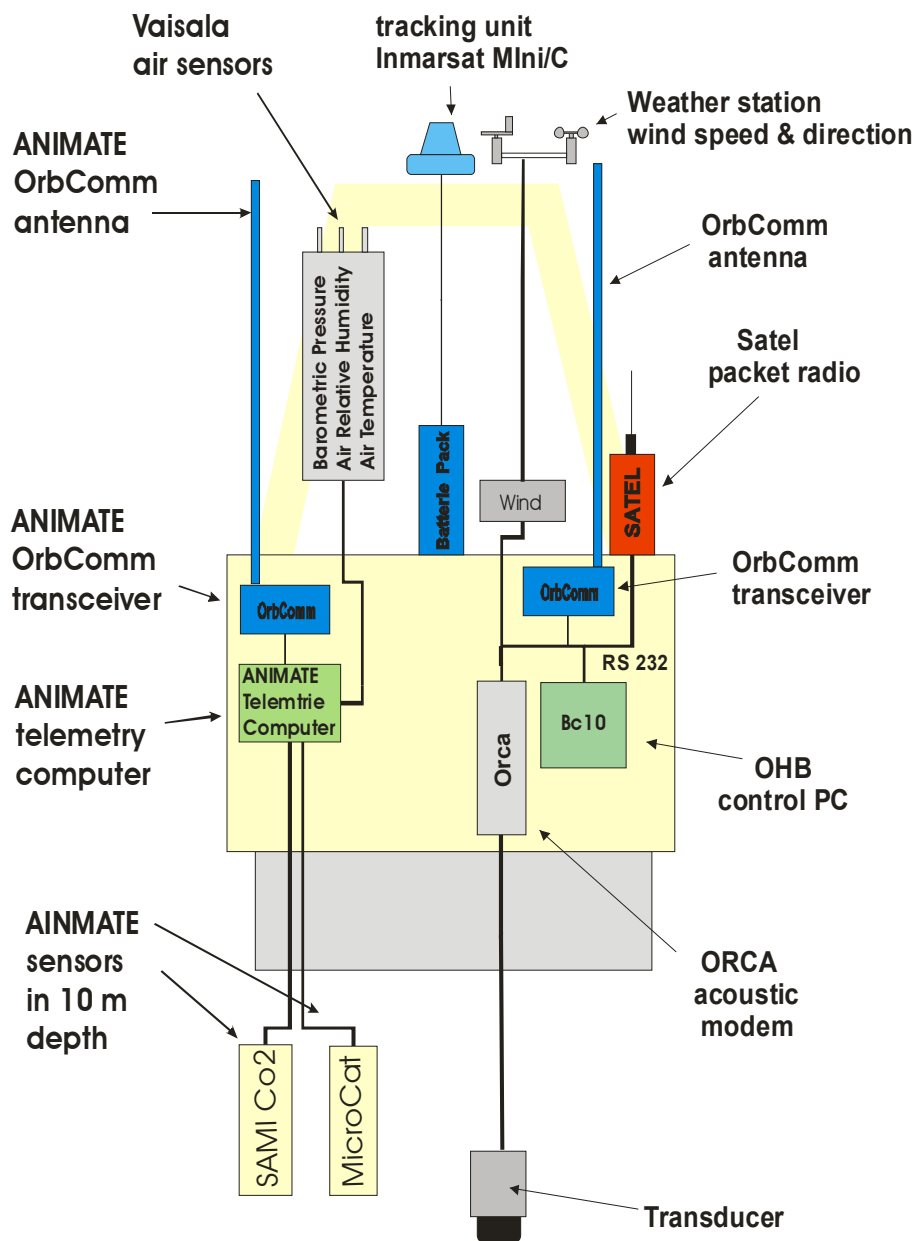 Vaisala
air sensors
tracking unit
Inmarsat MIni/C
Weather station
wind speed & direction
ANIMATE
OrbComm
antenna
OrbComm
antenna
Barometric Pressure
Air Relative Humidity
Air Temperature
Satel
packet radio
Batterie Pack
Wind
SATEL
ANIMATE
OrbComm
transceiver
OrbComm
OrbComm
OrbComm
transceiver
RS 232
ANIMATE
telemetry
computer
ANIMATE
Telemtrie
Computer
Orca
Bc10
OHB
control PC
AINMATE
sensors
in 10 m
depth
ORCA
acoustic
modem
SAMI Co2
MicroCat
Transducer